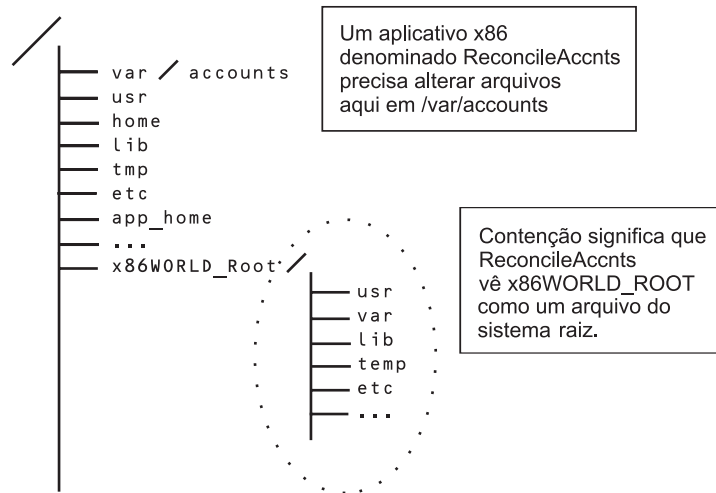 /
var / accounts
usr
home
lib
tmp
etc
app_home
...
x86WORLD_Root /
Um aplicativo x86
denominado ReconcileAccnts
precisa alterar arquivos
aqui em /var/accounts
usr
var
lib
temp
etc
...
Contenção significa que
ReconcileAccnts
vê x86WORLD_ROOT
como um arquivo do
sistema raiz.